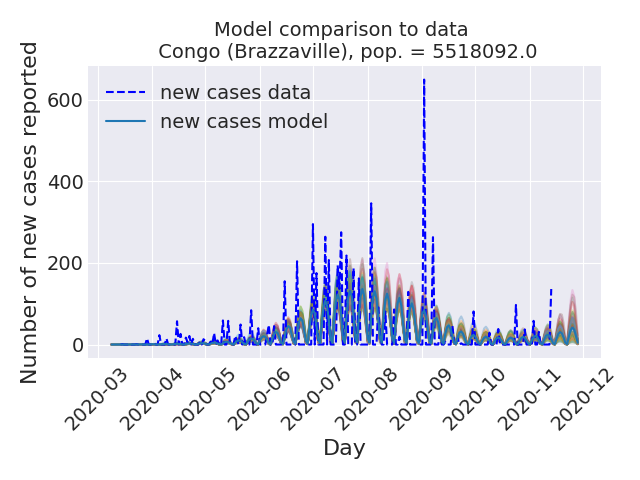 Model comparison to data
Congo (Brazzaville), pop. = 5518092.0
Number of new cases reported
600
400
200
0
new cases data
new cases model
2020-03
2020-04
2020-05
2020-06
2020-07
2020-08
2020-09
2020-10
2020-11
2020-12
Day